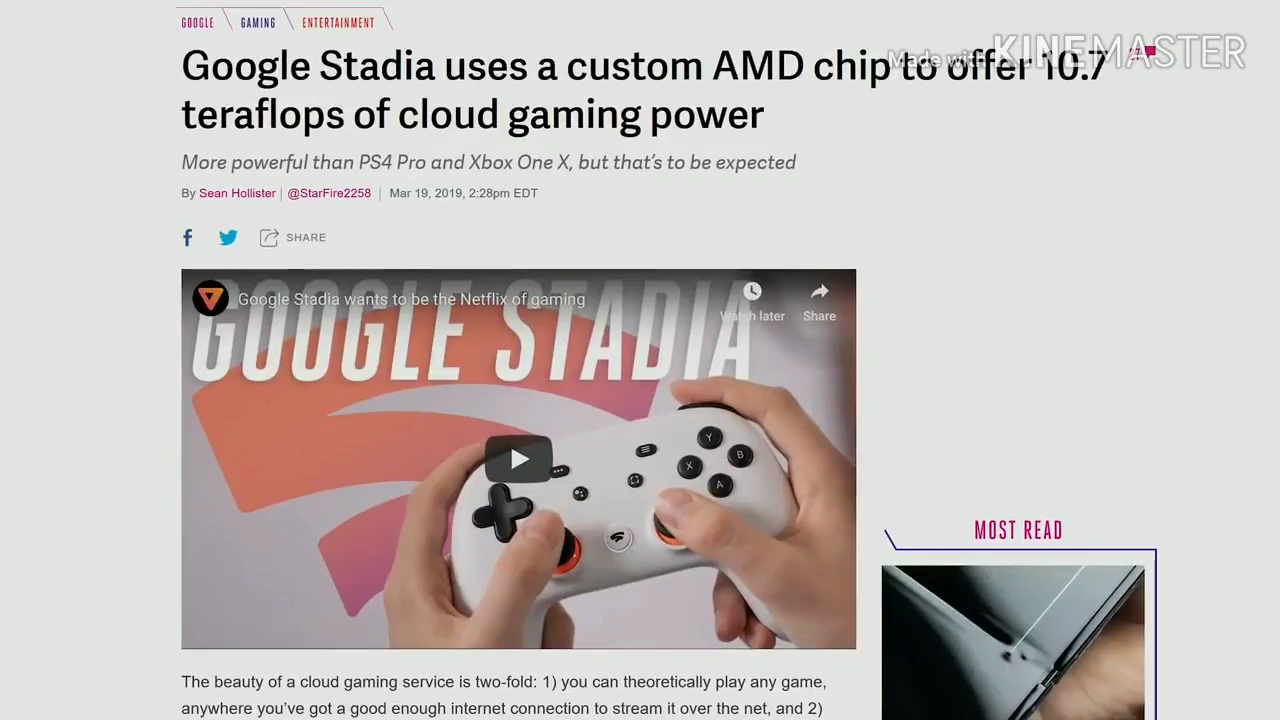 GOOGLE GAMING ENTERTAINMENT
Made with KINEMASTER
Google Stadia uses a custom AMD chip to offer 10.7
teraflops of cloud gaming power
More powerful than PS4 Pro and Xbox One X, but that's to be expected
By Sean Hollister | @StarFire2258 | Mar 19, 2019, 2:28pm EDT
SHARE
Google Stadia wants to be the Netflix of gaming
Watch later Share
GOOGLE STADIA
Y
B
X
A
MOST READ
The beauty of a cloud gaming service is two-fold: 1) you can theoretically play any game,
anywhere you've got a good enough internet connection to stream it over the net, and 2)